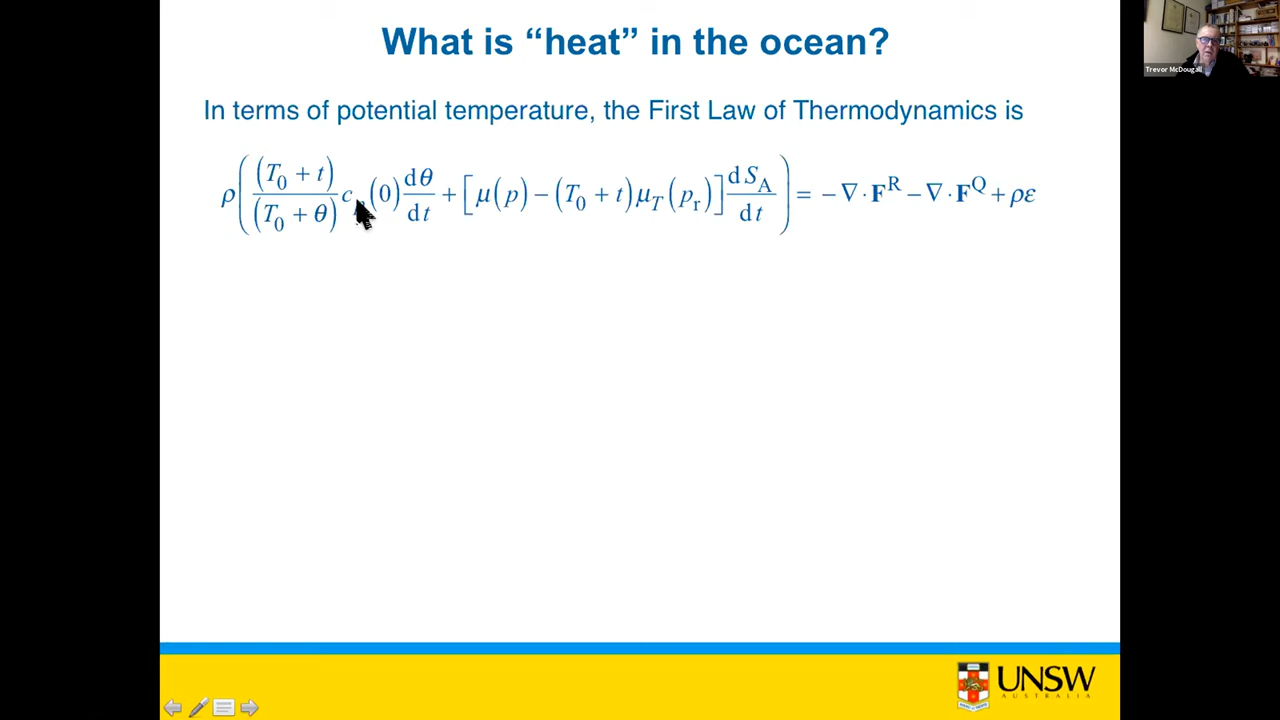 What is “heat” in the ocean?
Trevor McDougall
In terms of potential temperature, the First Law of Thermodynamics is
ρ( (T₀ + t)/(T₀ + θ) c (0) dθ/dt + [μ(p) − (T₀ + t)μ_T(p_r)] dS_A/dt ) = −∇·F^R −∇·F^Q + ρε
UNSW
AUSTRALIA